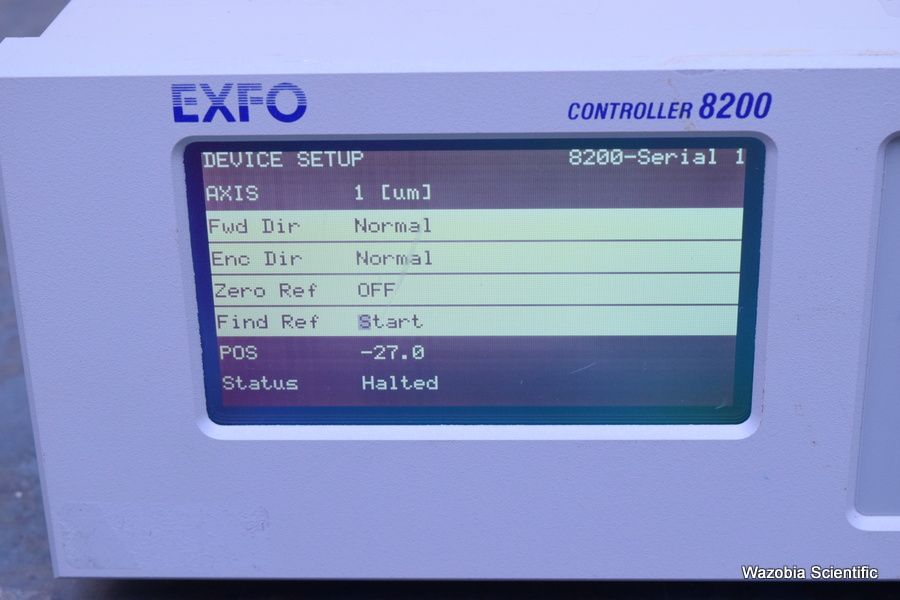 EXFO
CONTROLLER 8200
DEVICE SETUP 8200-Serial 1
AXIS 1 [um]
Fwd Dir Normal
Enc Dir Normal
Zero Ref OFF
Find Ref Start
POS -27.0
Status Halted
Wazobia Scientific